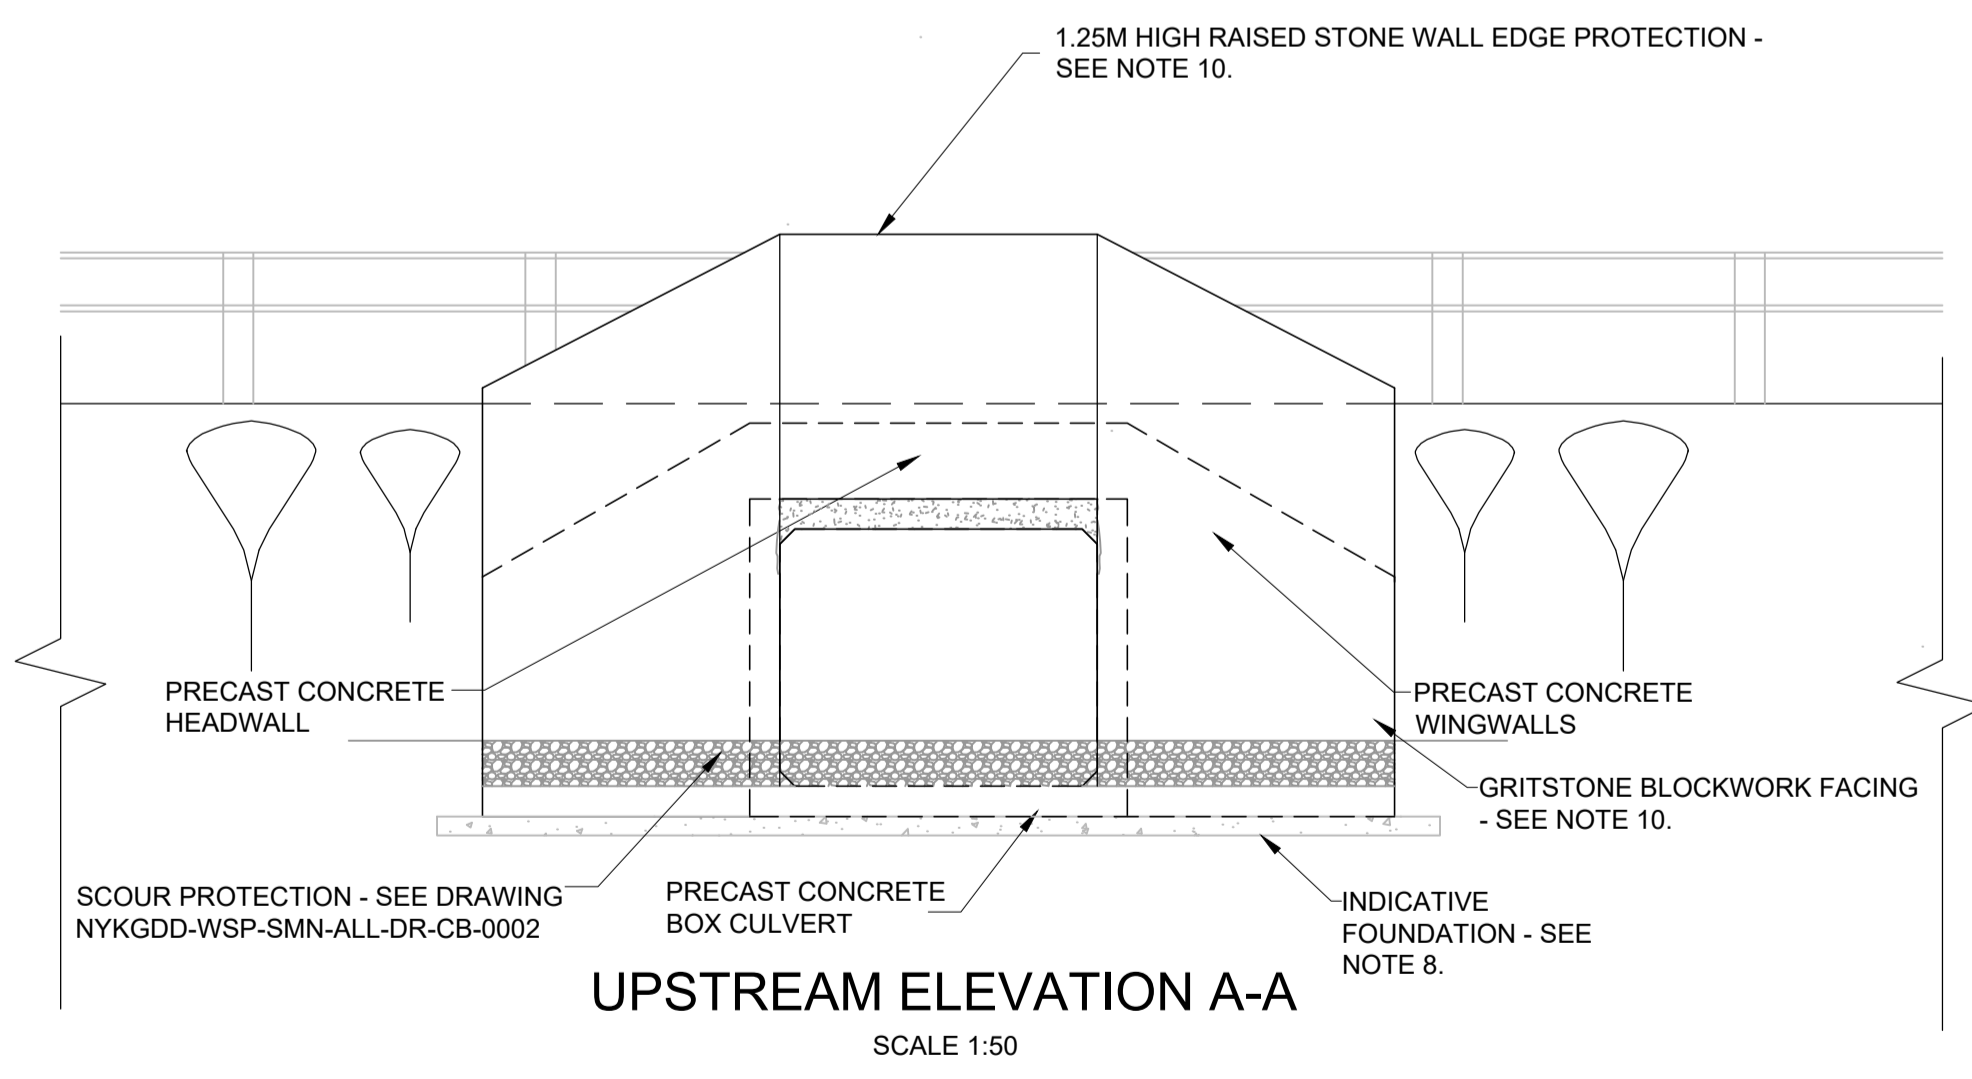 1.25M HIGH RAISED STONE WALL EDGE PROTECTION -
SEE NOTE 10.
PRECAST CONCRETE
HEADWALL
PRECAST CONCRETE
WINGWALLS
GRITSTONE BLOCKWORK FACING
- SEE NOTE 10.
SCOUR PROTECTION - SEE DRAWING
NYKGDD-WSP-SMN-ALL-DR-CB-0002
PRECAST CONCRETE
BOX CULVERT
INDICATIVE
FOUNDATION - SEE
NOTE 8.
UPSTREAM ELEVATION A-A
SCALE 1:50